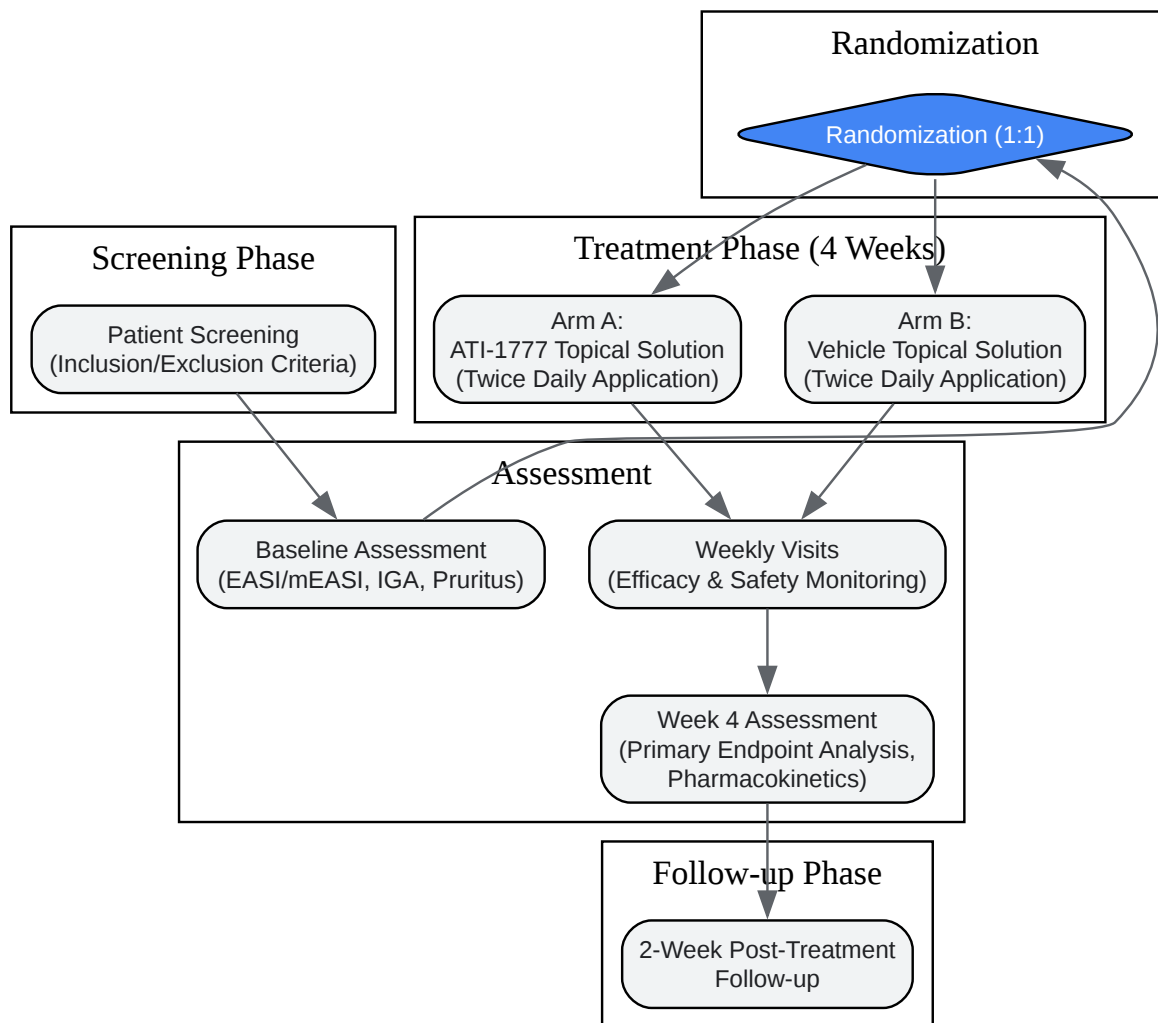 Randomization
Randomization (1:1)
Treatment Phase (4 Weeks)
Screening Phase
Patient Screening
(Inclusion/Exclusion Criteria)
Arm A:
ATI-1777 Topical Solution
(Twice Daily Application)
Arm B:
Vehicle Topical Solution
(Twice Daily Application)
Assessment
Baseline Assessment
(EASI/mEASI, IGA, Pruritus)
Weekly Visits
(Efficacy & Safety Monitoring)
Week 4 Assessment
(Primary Endpoint Analysis,
Pharmacokinetics)
Follow-up Phase
2-Week Post-Treatment
Follow-up